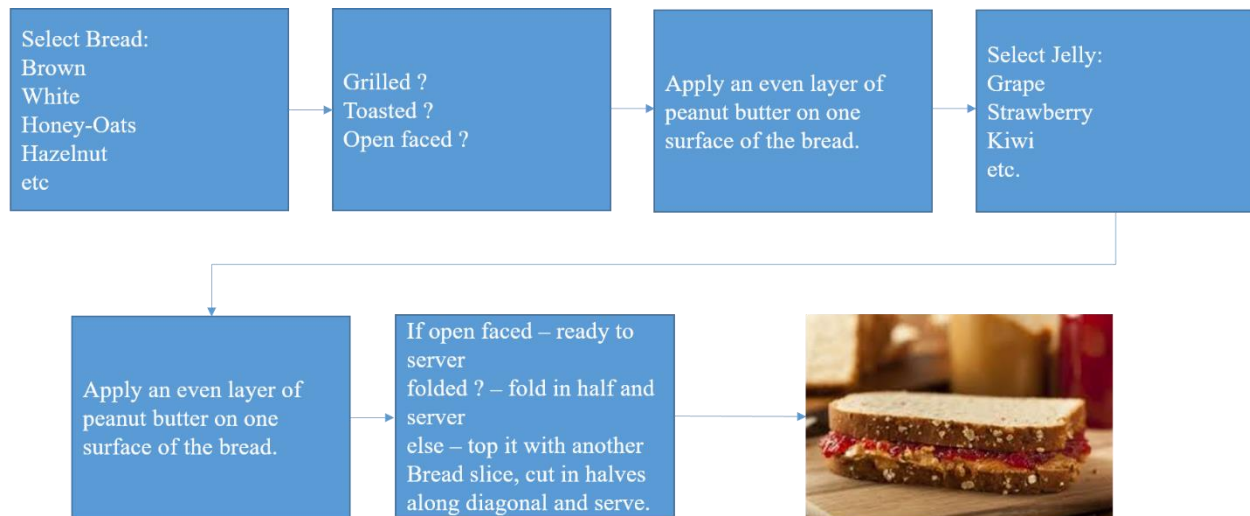 Select Bread:
Brown
White
Honey-Oats
Hazelnut
etc
Grilled ?
Toasted ?
Open faced ?
Apply an even layer of
peanut butter on one
surface of the bread.
Select Jelly:
Grape
Strawberry
Kiwi
etc.
Apply an even layer of
peanut butter on one
surface of the bread.
If open faced – ready to
server
folded ? – fold in half and
server
else – top it with another
Bread slice, cut in halves
along diagonal and serve.